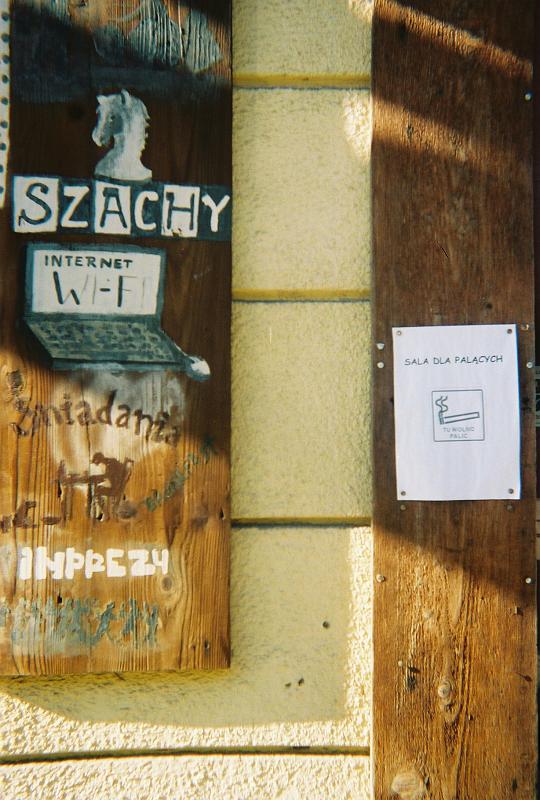 SZACHY
INTERNET
WI-FI
Śniadania
IMPREZY
SALA DLA PALĄCYCH
TU WOLNO
PALIĆ